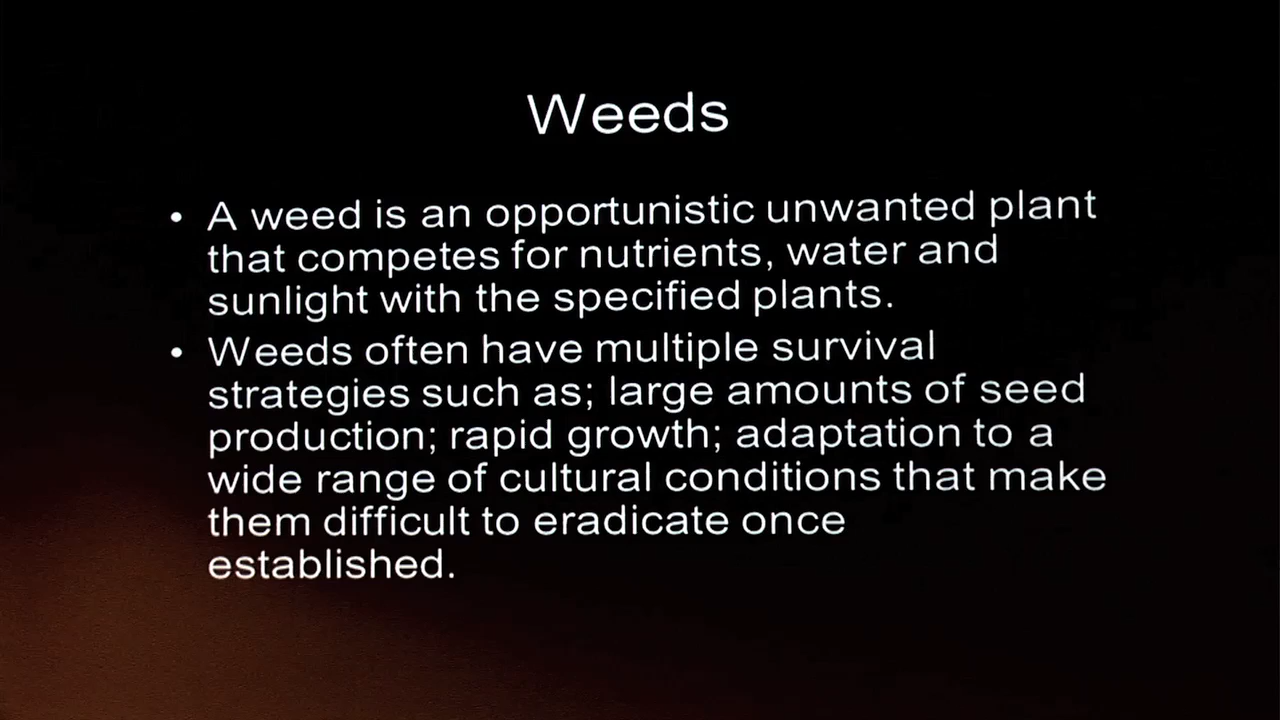 Weeds
• A weed is an opportunistic unwanted plant
that competes for nutrients, water and
sunlight with the specified plants.
• Weeds often have multiple survival
strategies such as; large amounts of seed
production; rapid growth; adaptation to a
wide range of cultural conditions that make
them difficult to eradicate once
established.